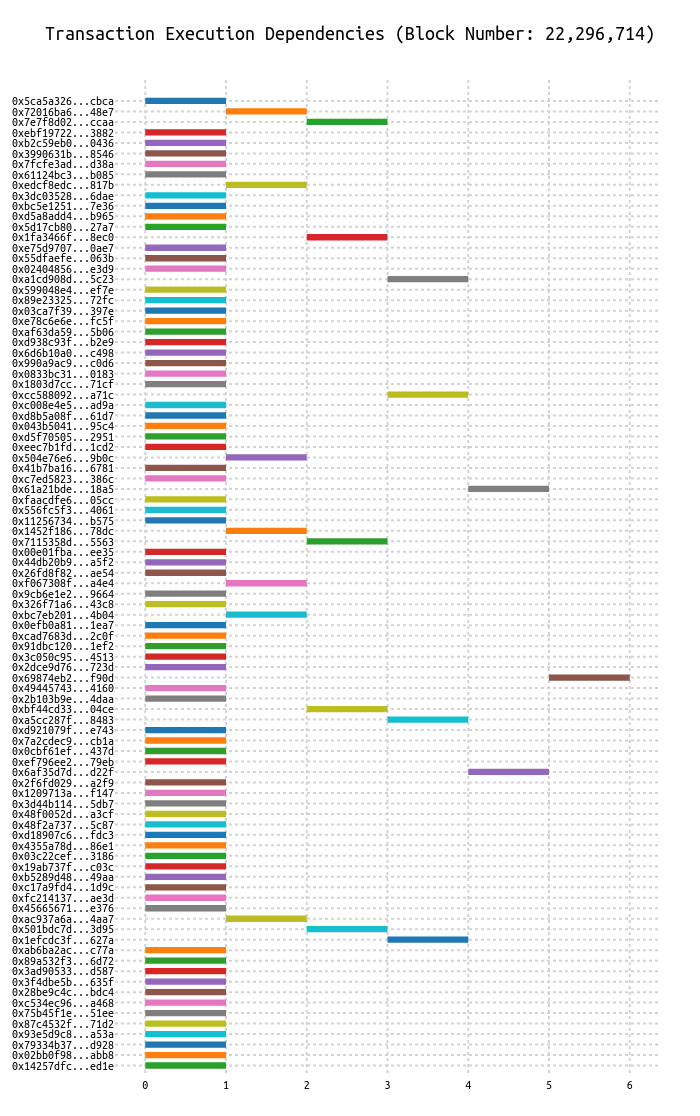 Transaction Execution Dependencies (Block Number: 22,296,714)
0x5ca5a326...cbca
0x72016ba6...48e7
0x7e7f8d02...ccaa
0xebf19722...3882
0xb2c59eb0...0436
0x3990631b...8546
0x7fcfe3ad...d38a
0x61124bc3...b085
0xedcf8edc...817b
0x3dc03528...6dae
0xbc5e1251...7e36
0xd5a8add4...b965
0x5d17cb80...27a7
0x1fa3466f...8ec0
0xe75d9707...0ae7
0x55dfaefe...063b
0x02404856...e3d9
0xa1cd908d...5c23
0x599048e4...ef7e
0x89e23325...72fc
0x03ca7f39...397e
0xe78c6e6e...fc5f
0xaf63da59...5b06
0xd938c93f...b2e9
0x6d6b10a0...c498
0x990a9ac9...c0d6
0x0833bc31...0183
0x1803d7cc...71cf
0xcc588092...a71c
0xc008e4e5...ad9a
0xd8b5a08f...61d7
0x043b5041...95c4
0xd5f70505...2951
0xeec7b1fd...1cd2
0x504e76e6...9b0c
0x41b7ba16...6781
0xc7ed5823...386c
0x61a21bde...18a5
0xfaacdfe6...05cc
0x556fc5f3...4061
0x11256734...b575
0x1452f186...78dc
0x7115358d...5563
0x00e01fba...ee35
0x44db20b9...a5f2
0x26fd8f82...ae54
0xf067308f...a4e4
0x9cb6e1e2...9664
0x326f71a6...43c8
0xbc7eb201...4b04
0x0efb0a81...1ea7
0xcad7683d...2c0f
0x91dbc120...1ef2
0x3c050c95...4513
0x2dce9d76...723d
0x69874eb2...f90d
0x49445743...4160
0x2b103b9e...4daa
0xbf44cd33...04ce
0xa5cc287f...8483
0xd921079f...e743
0x7a2cdec9...cb1a
0x0cbf61ef...437d
0xef796ee2...79eb
0x6af35d7d...d22f
0x2f6fd029...a2f9
0x1209713a...f147
0x3d44b114...5db7
0x48f0052d...a3cf
0x48f2a737...5c87
0xd18907c6...fdc3
0x4355a78d...86e1
0x03c22cef...3186
0x19ab737f...c03c
0xb5289d48...49aa
0xc17a9fd4...1d9c
0xfc214137...ae3d
0x45665671...e376
0xac937a6a...4aa7
0x501bdc7d...3d95
0x1efcdc3f...627a
0xab6ba2ac...c77a
0x89a532f3...6d72
0x3ad90533...d587
0x3f4dbe5b...635f
0x28be9c4c...bdc4
0xc534ec96...a468
0x75b45f1e...51ee
0x87c4532f...71d2
0x93e5d9c8...a53a
0x79334b37...d928
0x02bb0f98...abb8
0x14257dfc...ed1e
0 1 2 3 4 5 6